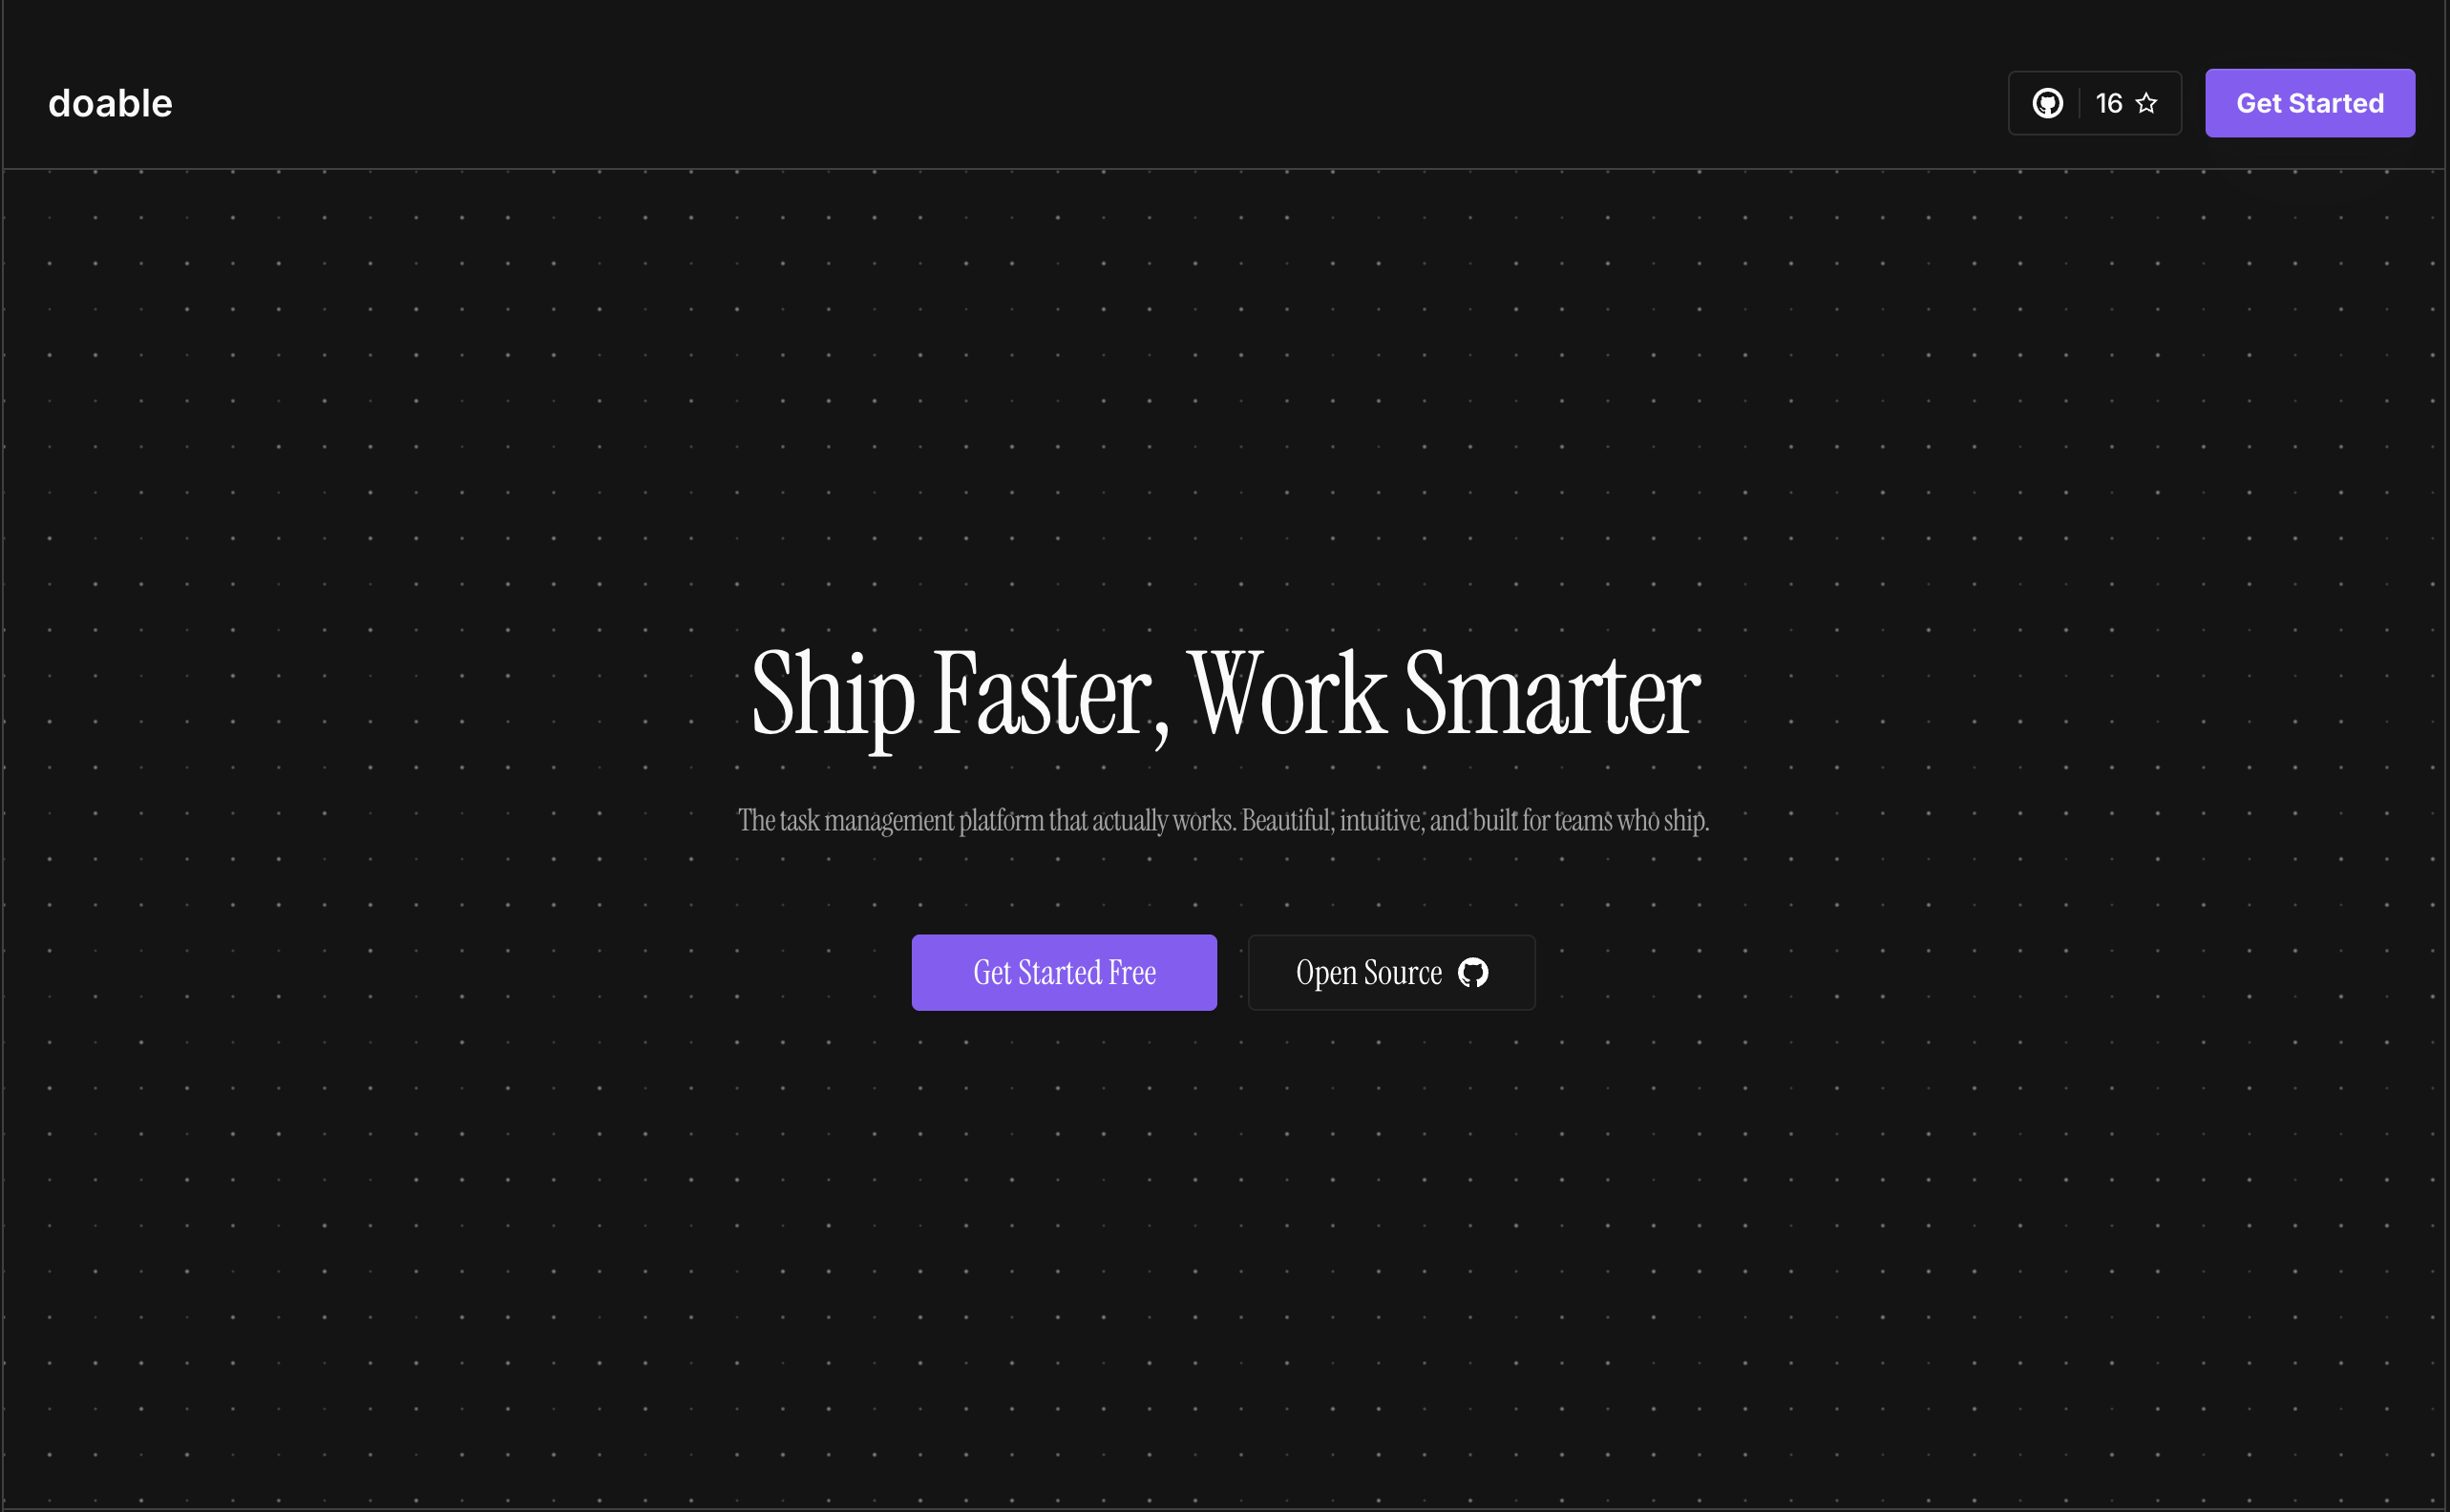 doable
16
Get Started
Ship Faster, Work Smarter
The task management platform that actually works. Beautiful, intuitive, and built for teams who ship.
Get Started Free
Open Source